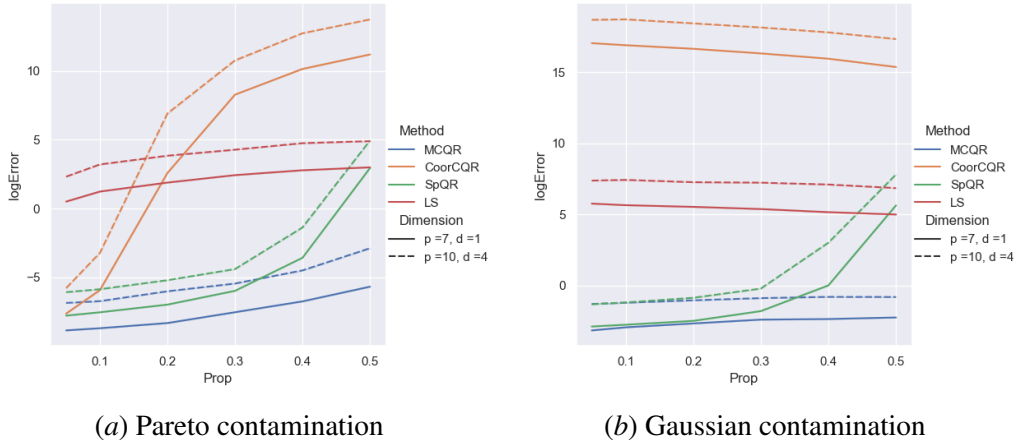 10
5
0
−5
logError
0.1
0.2
0.3
0.4
0.5
Prop
Method
MCQR
CoorCQR
SpQR
LS
Dimension
p =7, d =1
p =10, d =4
(a) Pareto contamination
15
10
5
0
logError
0.1
0.2
0.3
0.4
0.5
Prop
Method
MCQR
CoorCQR
SpQR
LS
Dimension
p =7, d =1
p =10, d =4
(b) Gaussian contamination